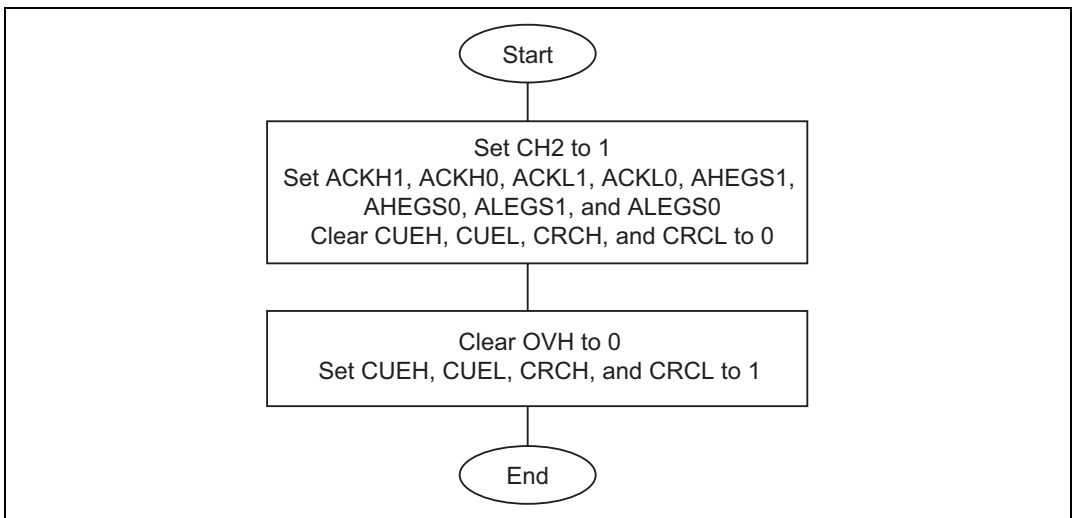 Start
Set CH2 to 1
Set ACKH1, ACKH0, ACKL1, ACKL0, AHEGS1,
AHEGS0, ALEGS1, and ALEGS0
Clear CUEH, CUEL, CRCH, and CRCL to 0
Clear OVH to 0
Set CUEH, CUEL, CRCH, and CRCL to 1
End